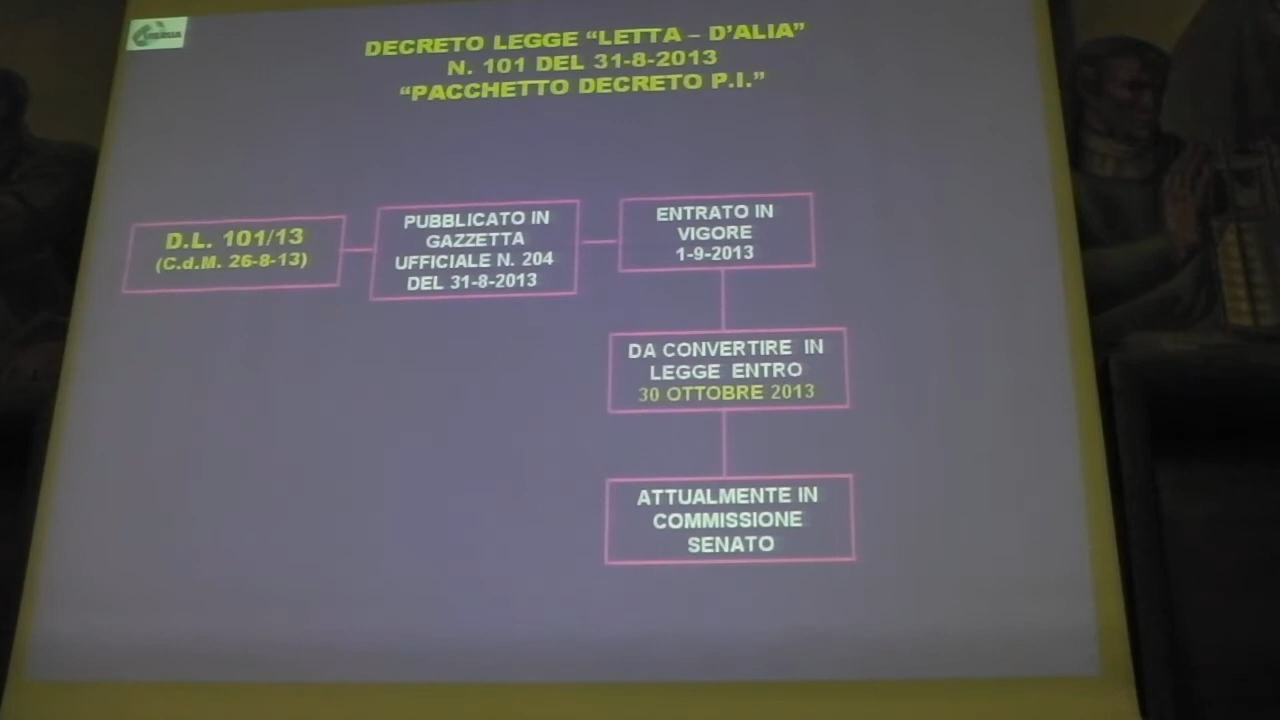 DECRETO LEGGE “LETTA – D’ALIA”
N. 101 DEL 31-8-2013
“PACCHETTO DECRETO P.I.”
D.L. 101/13
(C.d.M. 26-8-13)
PUBBLICATO IN
GAZZETTA
UFFICIALE N. 204
DEL 31-8-2013
ENTRATO IN
VIGORE
1-9-2013
DA CONVERTIRE IN
LEGGE ENTRO
30 OTTOBRE 2013
ATTUALMENTE IN
COMMISSIONE
SENATO